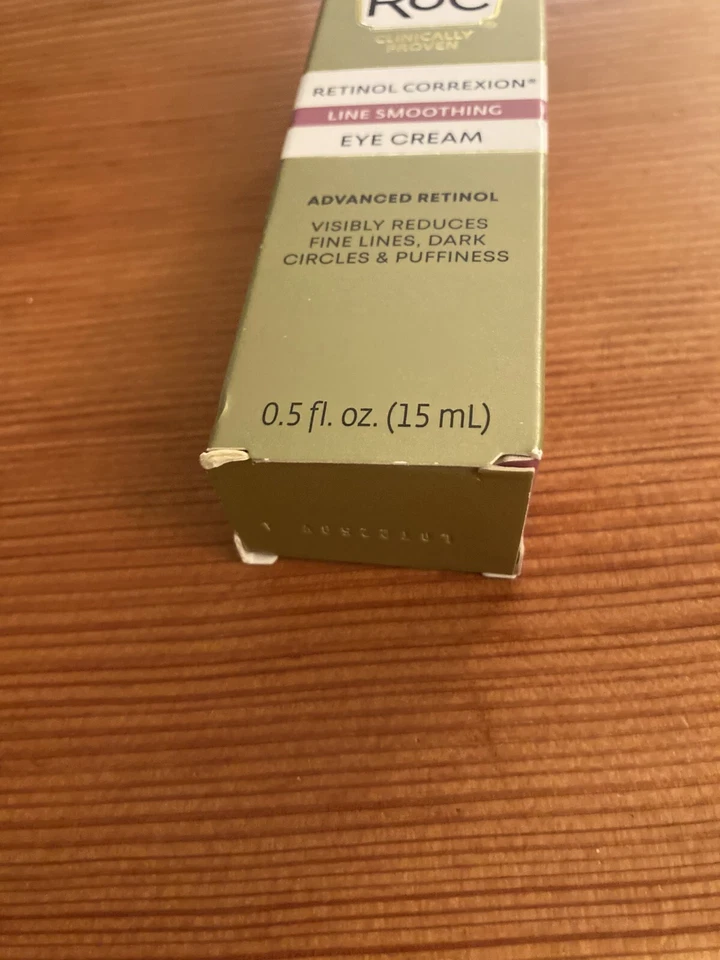 RoC
CLINICALLY
PROVEN
RETINOL CORREXION®
LINE SMOOTHING
EYE CREAM
ADVANCED RETINOL
VISIBLY REDUCES
FINE LINES, DARK
CIRCLES & PUFFINESS
0.5 fl. oz. (15 mL)